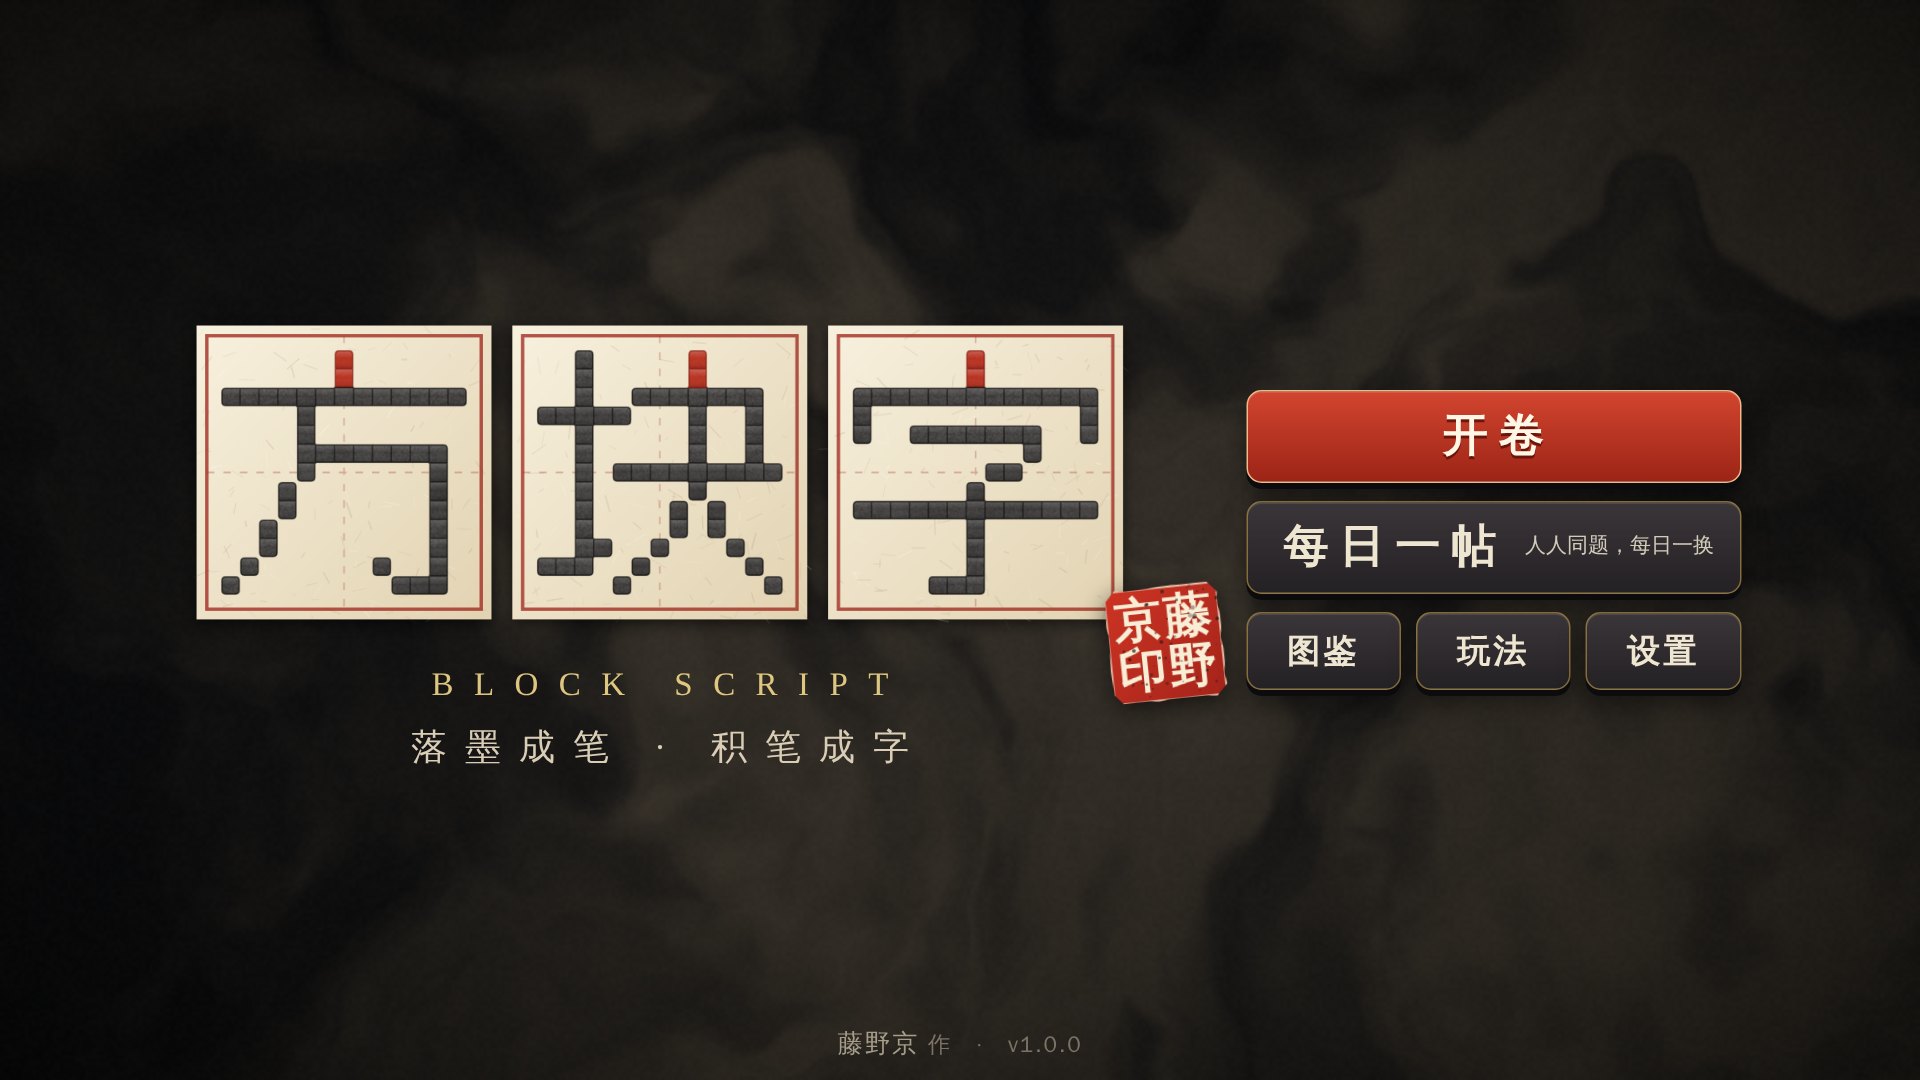 方块字
BLOCK SCRIPT
落墨成笔 · 积笔成字
藤野京印
开卷
每日一帖 人人同题，每日一换
图鉴 玩法 设置
藤野京 作 · v1.0.0